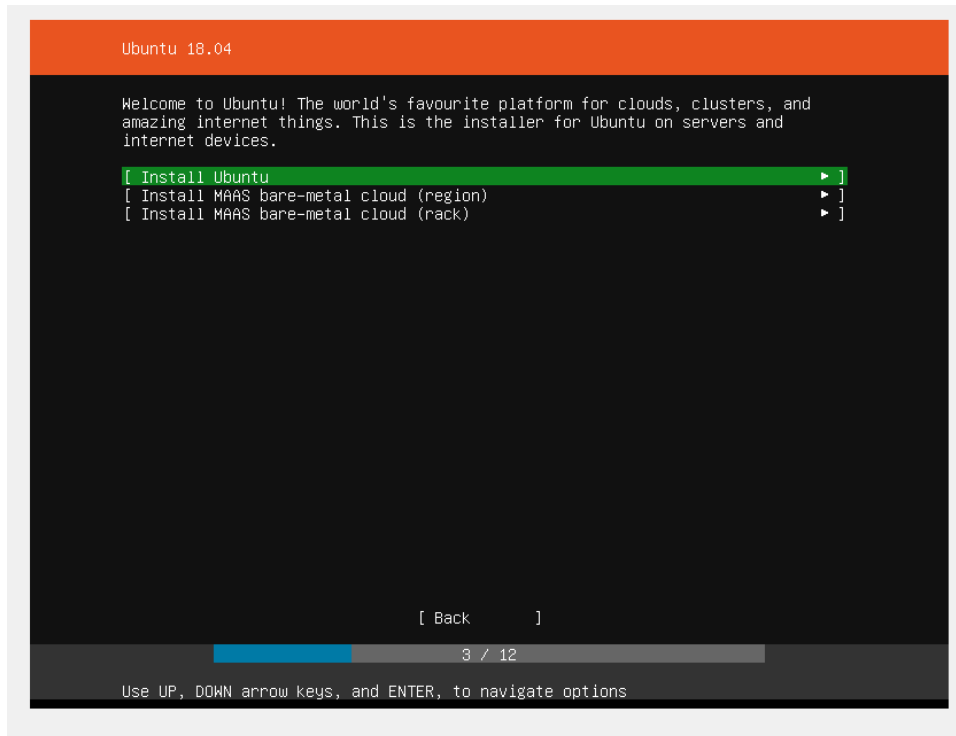 Ubuntu 18.04
Welcome to Ubuntu! The world's favourite platform for clouds, clusters, and
amazing internet things. This is the installer for Ubuntu on servers and
internet devices.
[ Install Ubuntu ► ]
[ Install MAAS bare-metal cloud (region) ► ]
[ Install MAAS bare-metal cloud (rack) ► ]
[ Back ]
3 / 12
Use UP, DOWN arrow keys, and ENTER, to navigate options